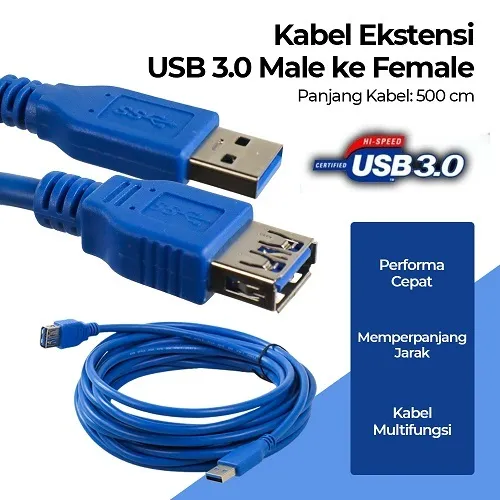 Kabel Ekstensi
USB 3.0 Male ke Female
Panjang Kabel: 500 cm
HI-SPEED
CERTIFIED USB 3.0
Performa
Cepat
Memperpanjang
Jarak
Kabel
Multifungsi